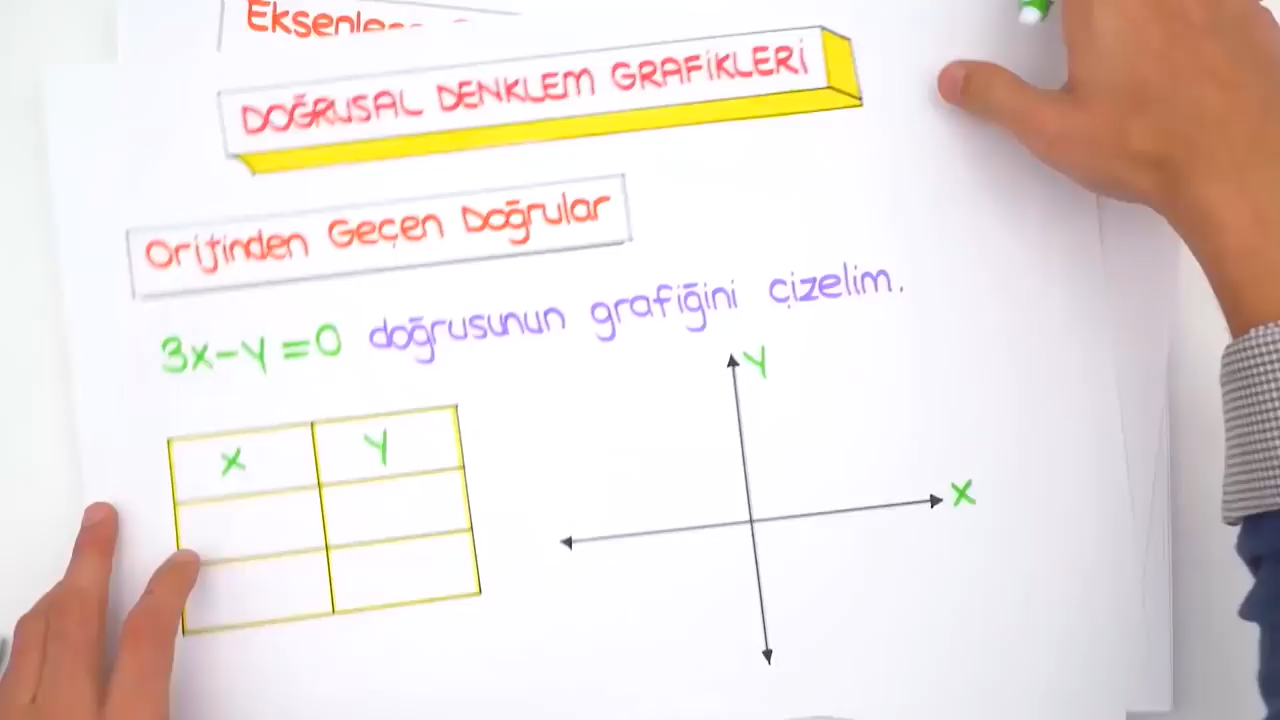 DOĞRUSAL DENKLEM GRAFİKLERİ
Orijinden Geçen Doğrular
3x-y=0 doğrusunun grafiğini çizelim.
x y
y
x